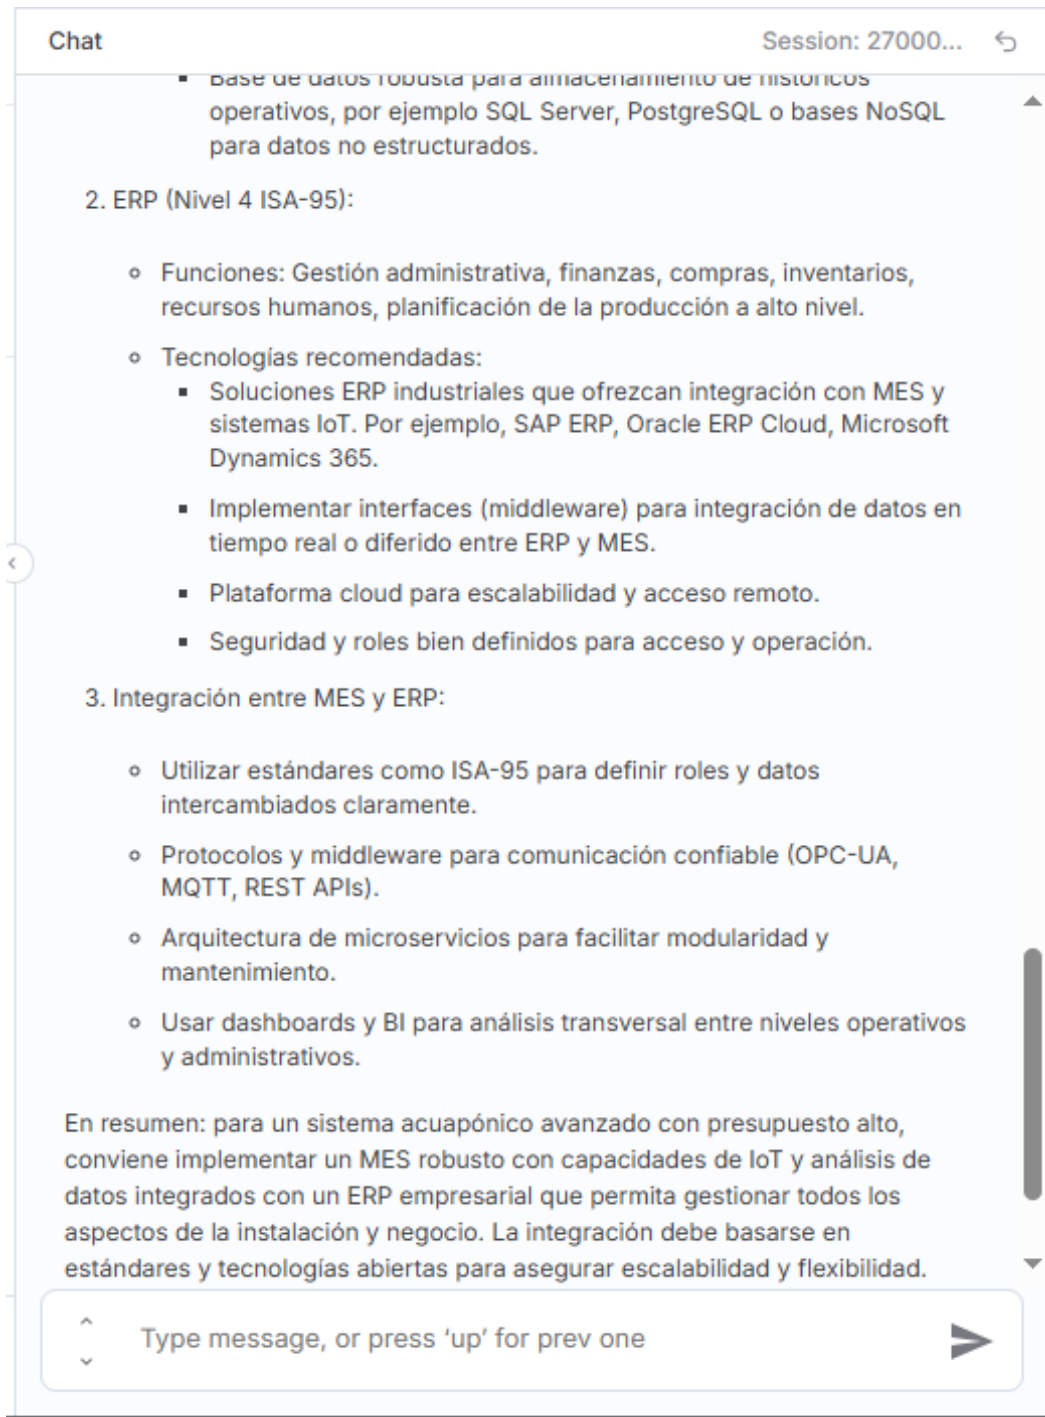 Chat
Session: 27000...
Base de datos robusta para almacenamiento de históricos
operativos, por ejemplo SQL Server, PostgreSQL o bases NoSQL
para datos no estructurados.
2. ERP (Nivel 4 ISA-95):
Funciones: Gestión administrativa, finanzas, compras, inventarios,
recursos humanos, planificación de la producción a alto nivel.
Tecnologías recomendadas:
Soluciones ERP industriales que ofrezcan integración con MES y
sistemas IoT. Por ejemplo, SAP ERP, Oracle ERP Cloud, Microsoft
Dynamics 365.
Implementar interfaces (middleware) para integración de datos en
tiempo real o diferido entre ERP y MES.
Plataforma cloud para escalabilidad y acceso remoto.
Seguridad y roles bien definidos para acceso y operación.
3. Integración entre MES y ERP:
Utilizar estándares como ISA-95 para definir roles y datos
intercambiados claramente.
Protocolos y middleware para comunicación confiable (OPC-UA,
MQTT, REST APIs).
Arquitectura de microservicios para facilitar modularidad y
mantenimiento.
Usar dashboards y BI para análisis transversal entre niveles operativos
y administrativos.
En resumen: para un sistema acuapónico avanzado con presupuesto alto,
conviene implementar un MES robusto con capacidades de IoT y análisis de
datos integrados con un ERP empresarial que permita gestionar todos los
aspectos de la instalación y negocio. La integración debe basarse en
estándares y tecnologías abiertas para asegurar escalabilidad y flexibilidad.
Type message, or press ‘up’ for prev one